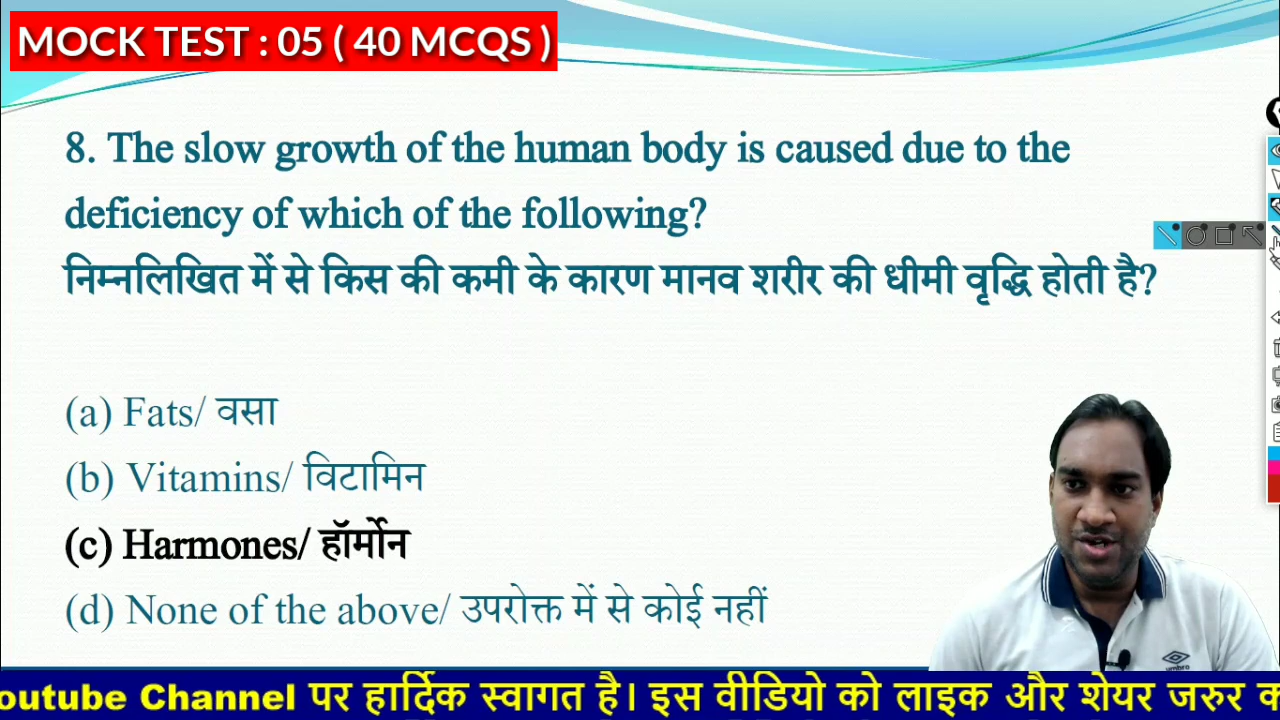 MOCK TEST : 05 ( 40 MCQS )
8. The slow growth of the human body is caused due to the
deficiency of which of the following?
निम्नलिखित में से किस की कमी के कारण मानव शरीर की धीमी वृद्धि होती है?
(a) Fats/ वसा
(b) Vitamins/ विटामिन
(c) Harmones/ हॉर्मोन
(d) None of the above/ उपरोक्त में से कोई नहीं
umbro
outube Channel पर हार्दिक स्वागत है। इस वीडियो को लाइक और शेयर जरुर क